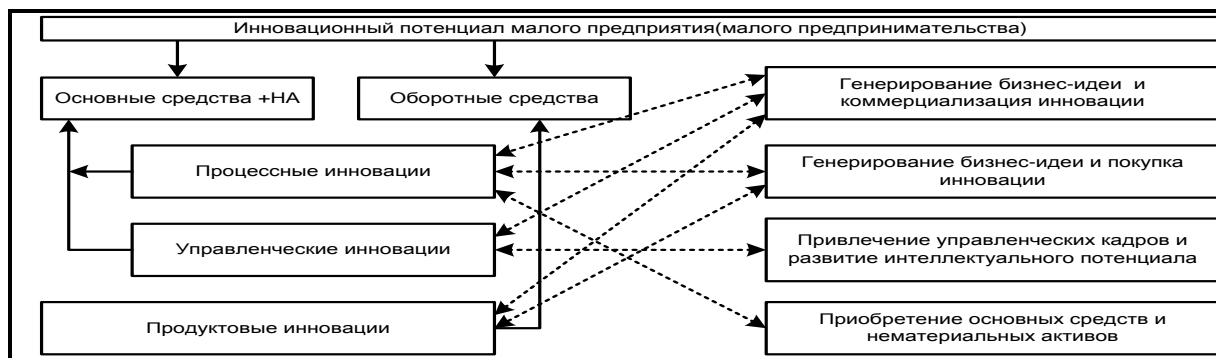 Инновационный потенциал малого предприятия(малого предпринимательства)
Основные средства +НА
Оборотные средства
Генерирование бизнес-идеи и
коммерциализация инновации
Процессные инновации
Генерирование бизнес-идеи и покупка
инновации
Управленческие инновации
Привлечение управленческих кадров и
развитие интеллектуального потенциала
Продуктовые инновации
Приобретение основных средств и
нематериальных активов